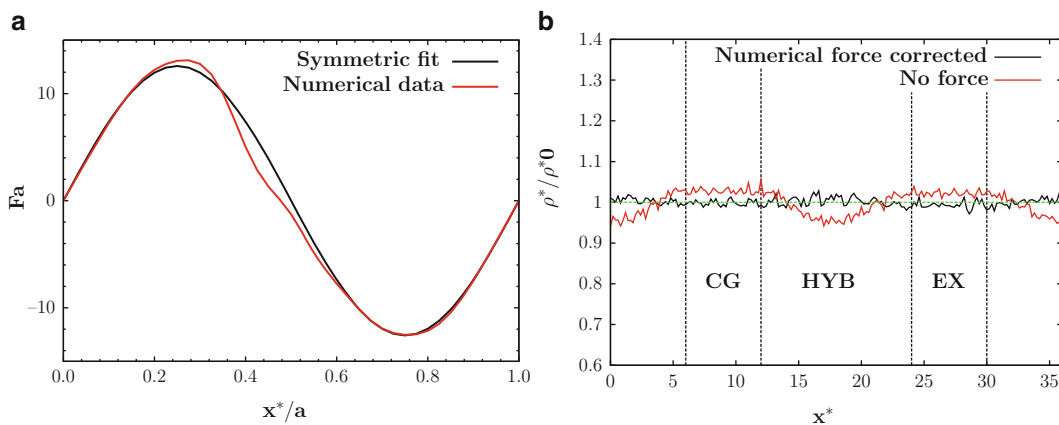 a
Symmetric fit
Numerical data
10
0
−10
Fa
0.0 0.2 0.4 0.6 0.8 1.0
x*/a
b
1.4
1.3
1.2
1.1
1
0.9
0.8
0.7
0.6
ρ*/ρ*0
Numerical force corrected
No force
CG HYB EX
0 5 10 15 20 25 30 35
x*